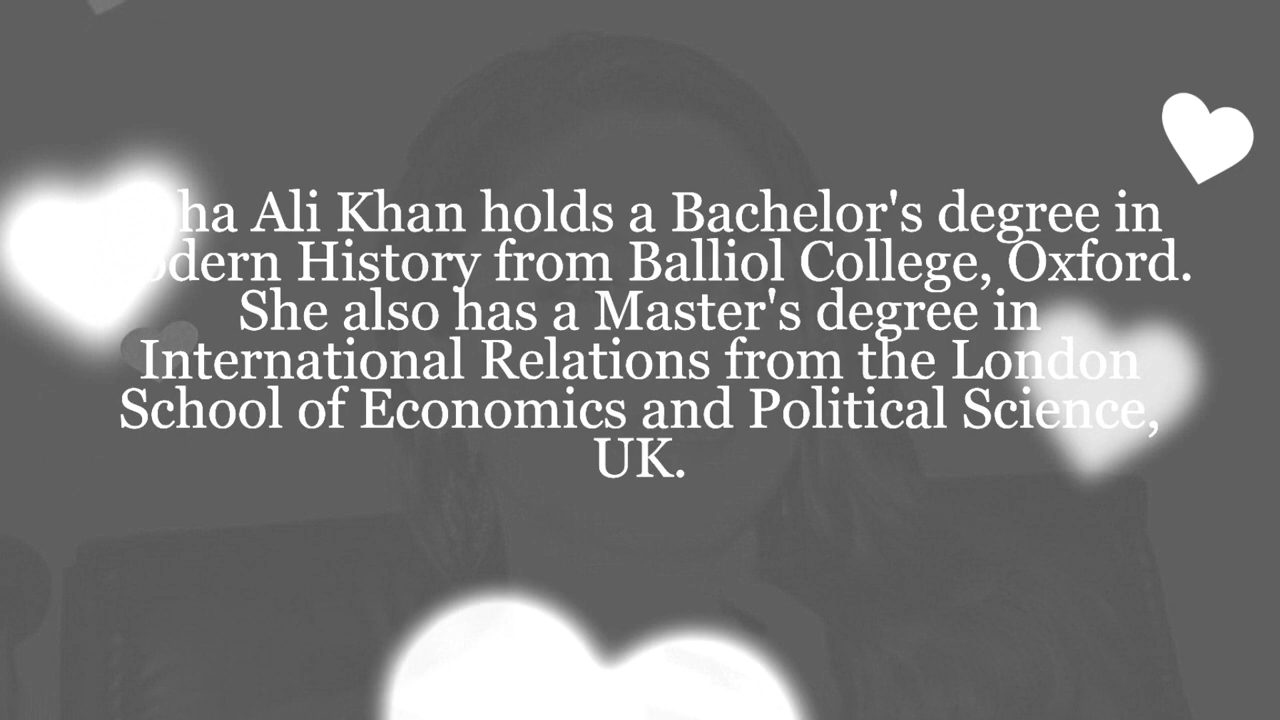 Ali Khan holds a Bachelor's degree in
History from Balliol College, Oxford.
She also has a Master's degree in
International Relations from the London
School of Economics and Political Science,
UK.